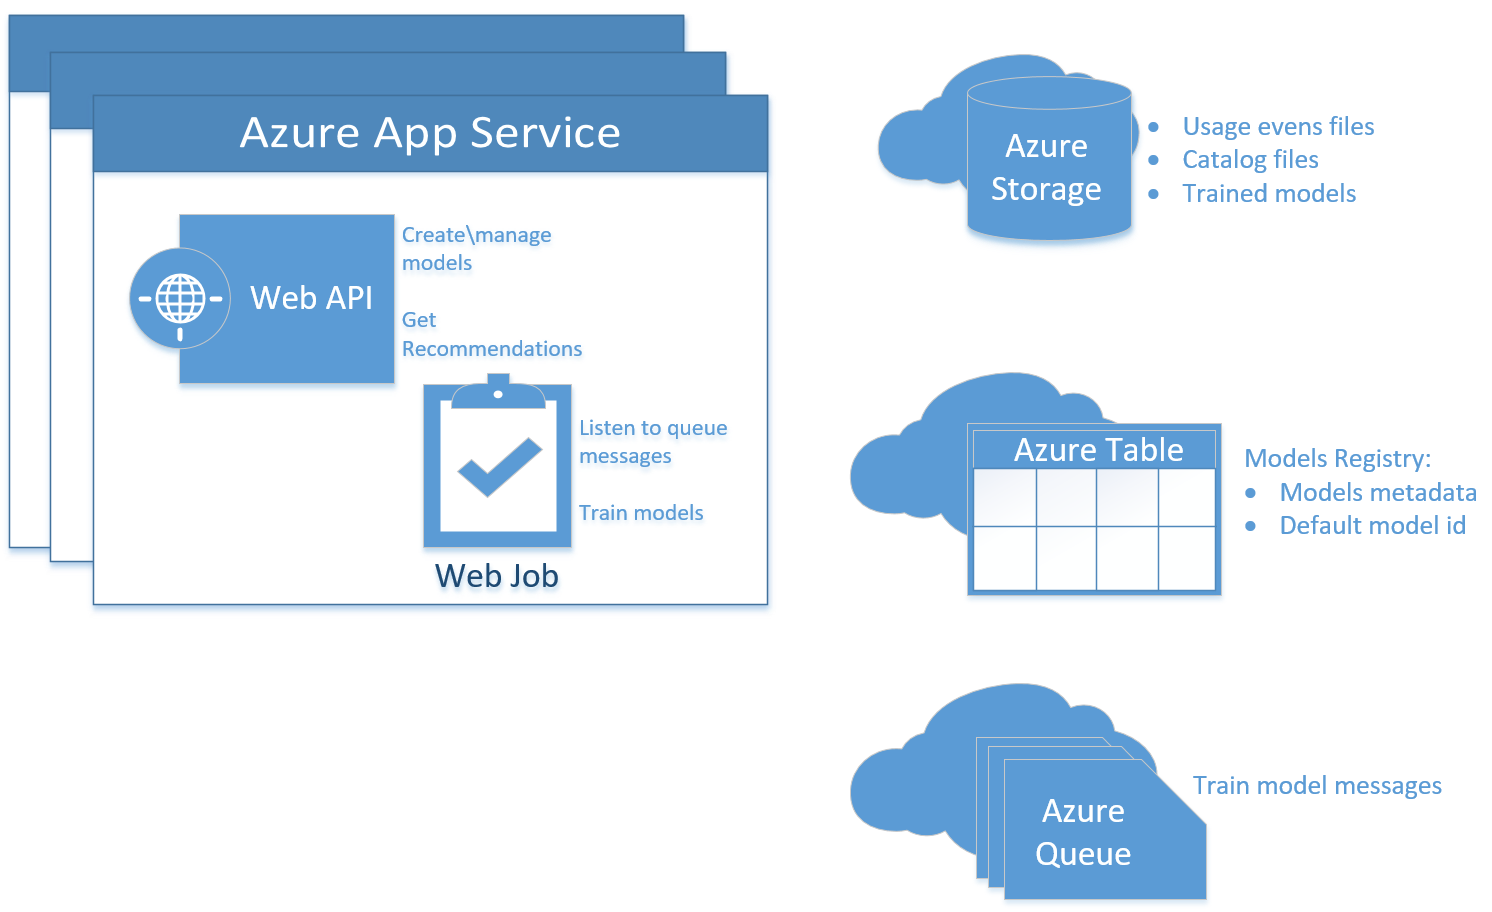 Azure App Service
Web API
Create\manage
models
Get
Recommendations
Listen to queue
messages
Train models
Web Job
Azure
Storage
• Usage evens files
• Catalog files
• Trained models
Azure Table
Models Registry:
• Models metadata
• Default model id
Azure
Queue
Train model messages